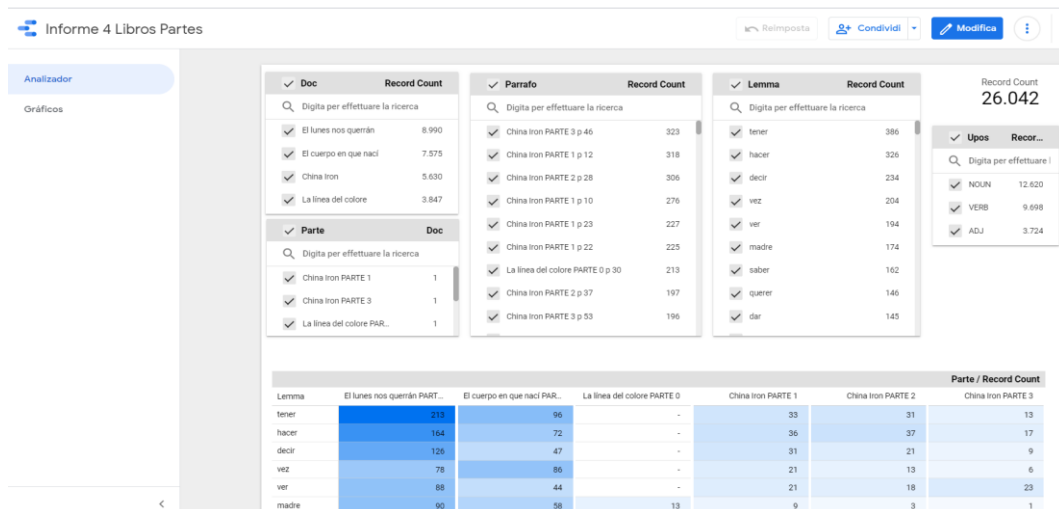 Informe 4 Libros Partes
Reimposta
Condividi
Modifica
Analizador
Gráficos
Doc Record Count
Digita per effettuare la ricerca
El lunes nos querrán 8.990
El cuerpo en que nací 7.575
China Iron 5.630
La línea del colore 3.847
Parte Doc
Digita per effettuare la ricerca
China Iron PARTE 1 1
China Iron PARTE 3 1
La línea del colore PAR... 1
Parrafo Record Count
Digita per effettuare la ricerca
China Iron PARTE 3 p 46 323
China Iron PARTE 1 p 12 318
China Iron PARTE 2 p 28 306
China Iron PARTE 1 p 10 276
China Iron PARTE 1 p 23 227
China Iron PARTE 1 p 22 225
La línea del colore PARTE 0 p 30 213
China Iron PARTE 2 p 37 197
China Iron PARTE 3 p 53 196
Lemma Record Count
Digita per effettuare la ricerca
tener 386
hacer 326
decir 234
vez 204
ver 194
madre 174
saber 162
querer 146
dar 145
Record Count
26.042
Upos Recor...
Digita per effettuare l
NOUN 12.620
VERB 9.698
ADJ 3.724
Parte / Record Count
Lemma El lunes nos querrán PART... El cuerpo en que nací PAR... La línea del colore PARTE 0 China Iron PARTE 1 China Iron PARTE 2 China Iron PARTE 3
tener 213 96 - 33 31 13
hacer 164 72 - 36 37 17
decir 126 47 - 31 21 9
vez 78 86 - 21 13 6
ver 88 44 - 21 18 23
madre 90 58 13 9 3 1